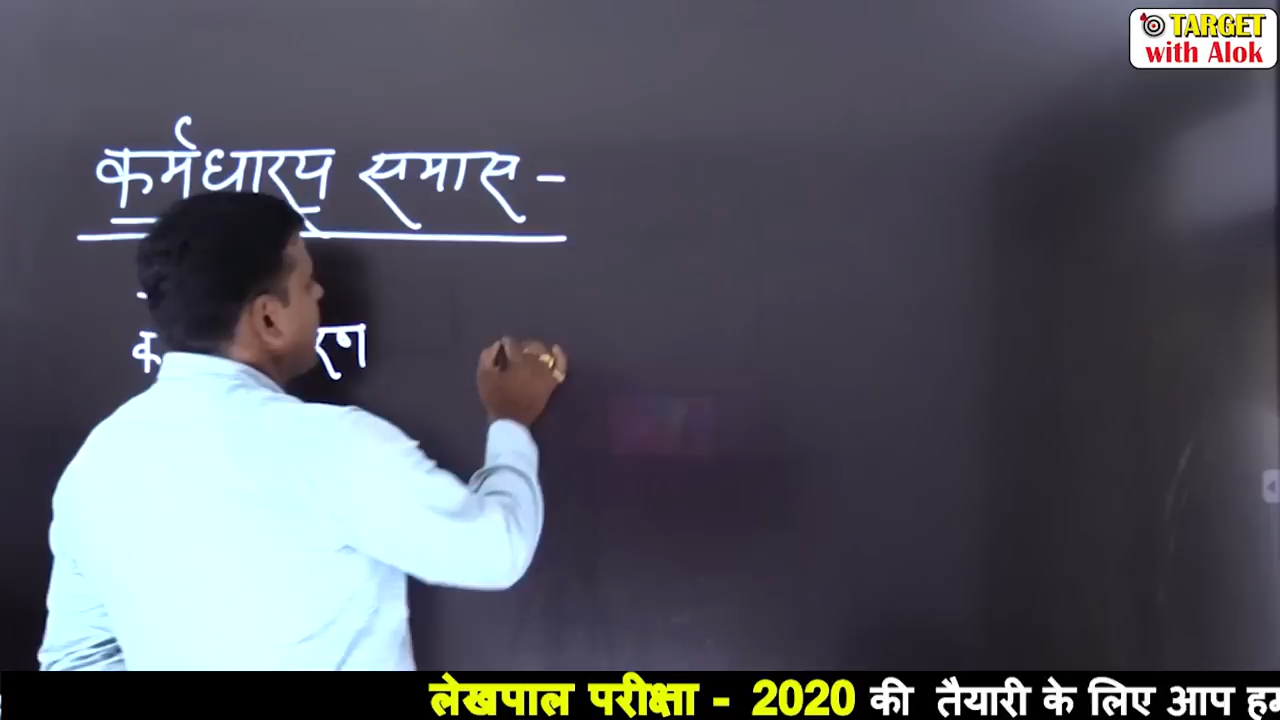 TARGET
with Alok
कर्मधारय समास -
लेखपाल परीक्षा - 2020 की तैयारी के लिए आप